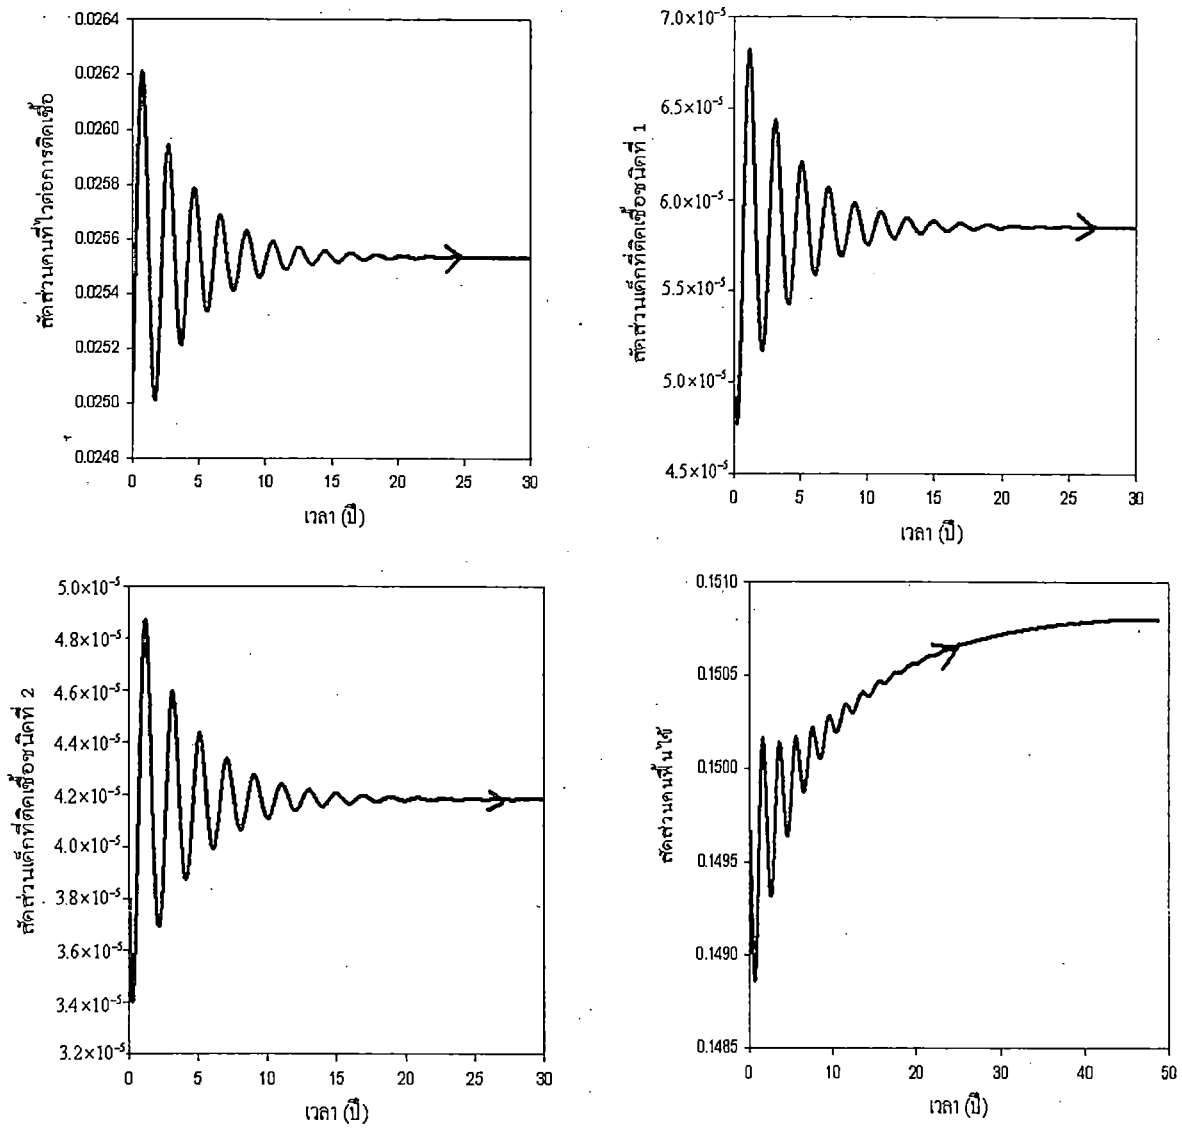 0.0264
0.0262
0.0260
0.0258
0.0256
0.0254
0.0252
0.0250
0.0248
สัดส่วนคนที่ไวต่อการติดเชื้อ
0 5 10 15 20 25 30
เวลา (ปี)
7.0×10⁻⁵
6.5×10⁻⁵
6.0×10⁻⁵
5.5×10⁻⁵
5.0×10⁻⁵
4.5×10⁻⁵
สัดส่วนเด็กที่ติดเชื้อชนิดที่ 1
0 5 10 15 20 25 30
เวลา (ปี)
5.0×10⁻⁵
4.8×10⁻⁵
4.6×10⁻⁵
4.4×10⁻⁵
4.2×10⁻⁵
4.0×10⁻⁵
3.8×10⁻⁵
3.6×10⁻⁵
3.4×10⁻⁵
3.2×10⁻⁵
สัดส่วนเด็กที่ติดเชื้อชนิดที่ 2
0 5 10 15 20 25 30
เวลา (ปี)
0.1510
0.1505
0.1500
0.1495
0.1490
0.1485
สัดส่วนคนฟื้นไข้
0 10 20 30 40 50
เวลา (ปี)